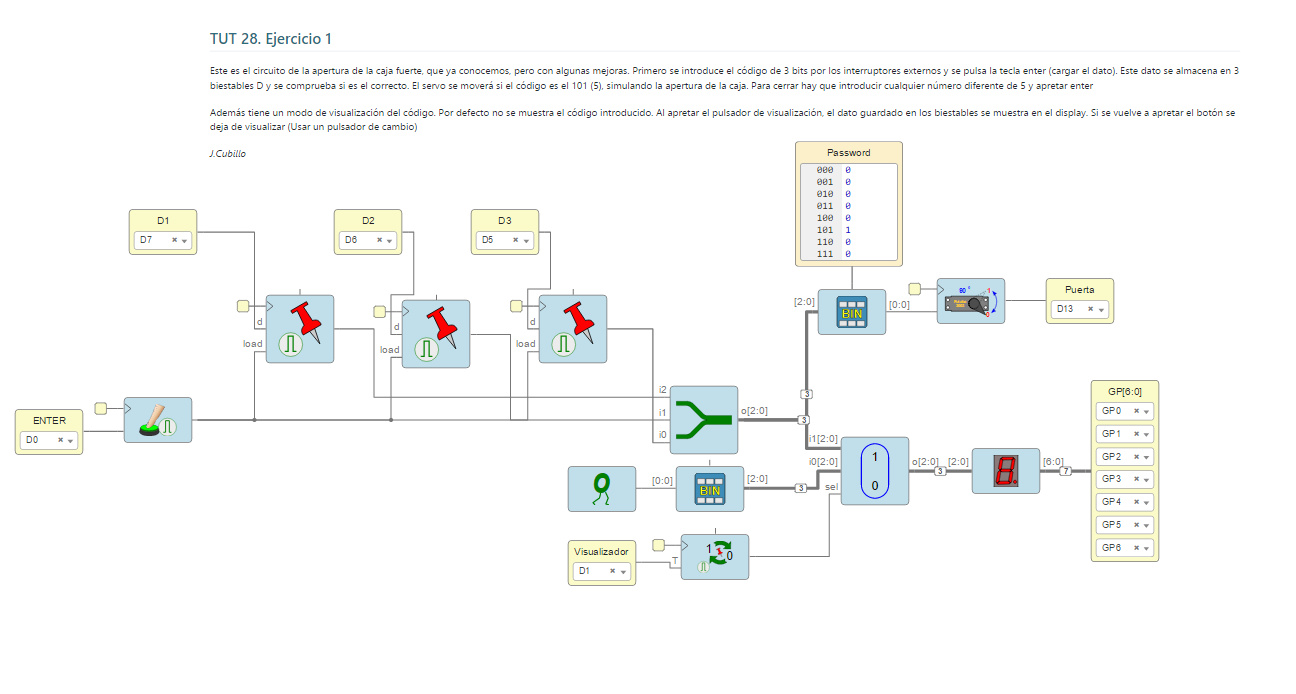 TUT 28. Ejercicio 1
Este es el circuito de la apertura de la caja fuerte, que ya conocemos, pero con algunas mejoras. Primero se introduce el código de 3 bits por los interruptores externos y se pulsa la tecla enter (cargar el dato). Este dato se almacena en 3
biestables D y se comprueba si es el correcto. El servo se moverá si el código es el 101 (5), simulando la apertura de la caja. Para cerrar hay que introducir cualquier número diferente de 5 y apretar enter
Además tiene un modo de visualización del código. Por defecto no se muestra el código introducido. Al apretar el pulsador de visualización, el dato guardado en los biestables se muestra en el display. Si se vuelve a apretar el botón se
deja de visualizar (Usar un pulsador de cambio)
J.Cubillo
Password
000 0
001 0
010 0
011 0
100 0
101 1
110 0
111 0
D1
D7
D2
D6
D3
D5
[2:0]
BIN
[0:0]
90 °
1
0
Puerta
D13
d
load
d
load
d
load
ENTER
D0
i2
i1
i0
o[2:0]
3
3
i1[2:0]
i0[2:0]
sel
1
0
o[2:0]
3
[2:0]
8.
[6:0]
7
GP[6:0]
GP0
GP1
GP2
GP3
GP4
GP5
GP6
0
[0:0]
BIN
[2:0]
3
Visualizador
D1
T
1
0